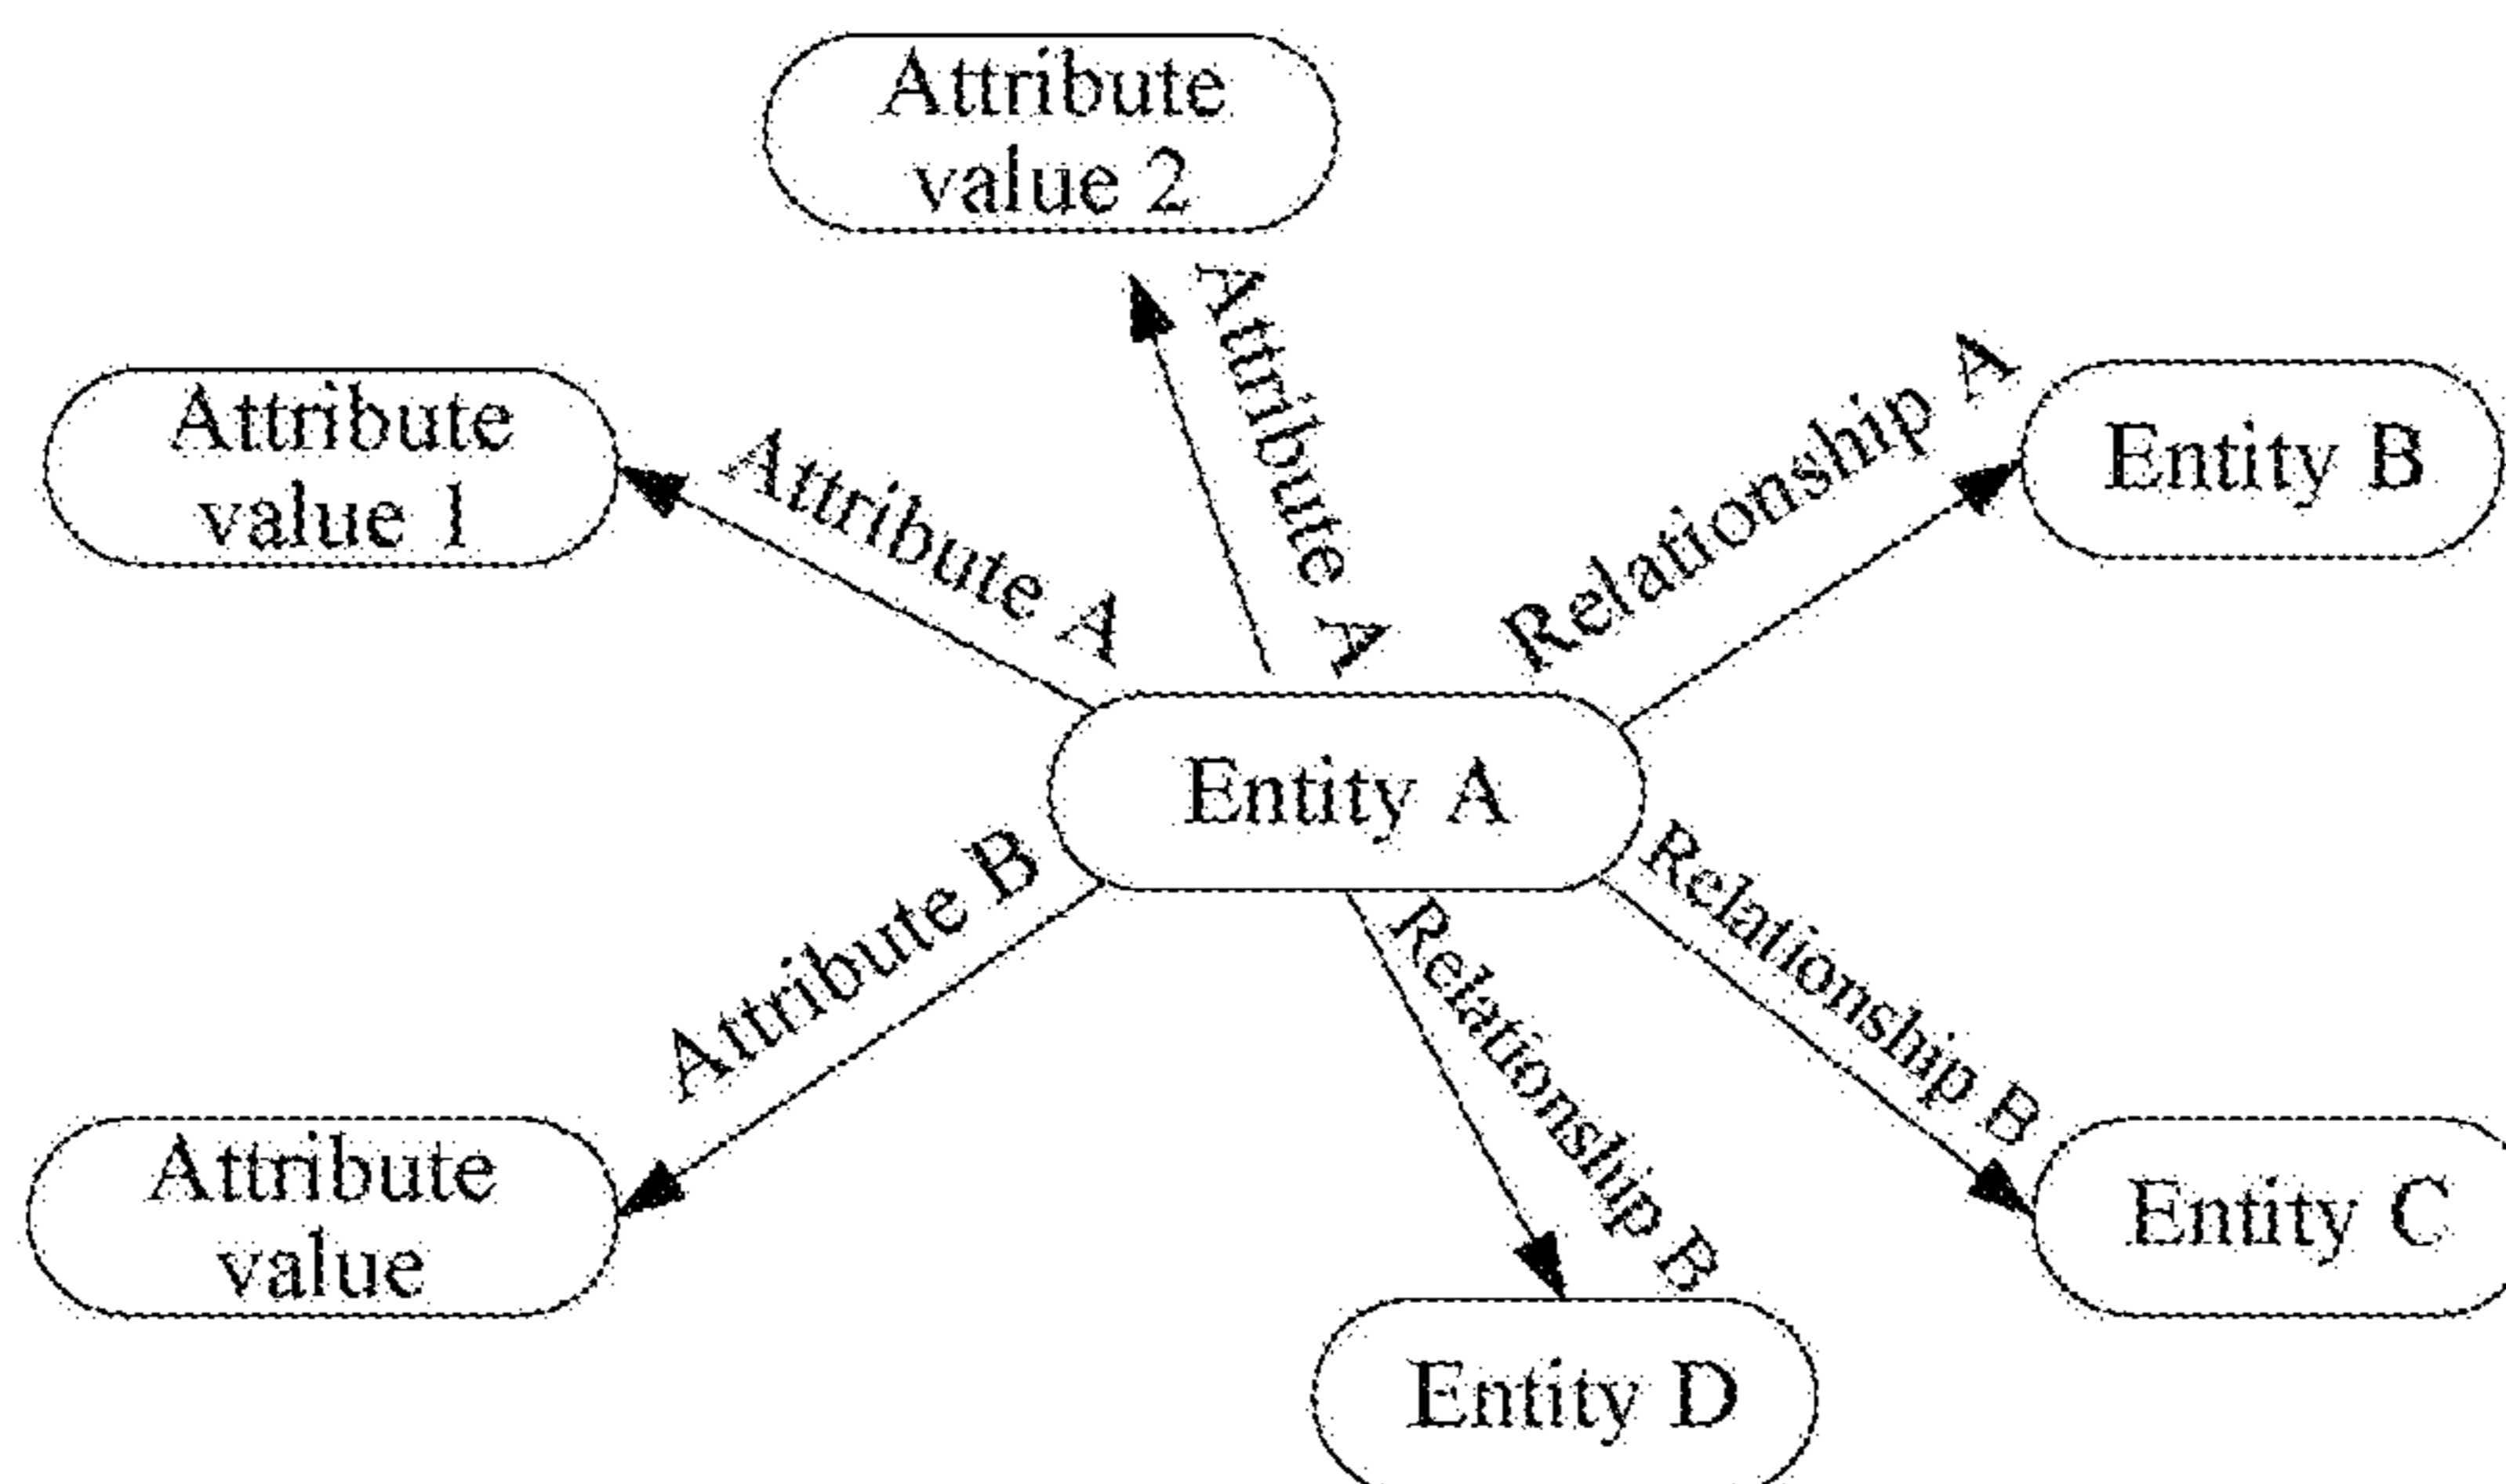 Attribute
value 2
Attribute
value 1
Attribute A
Attribute A
Relationship A
Entity B
Entity A
Attribute B
Relationship B
Relationship B
Attribute
value
Entity C
Entity D